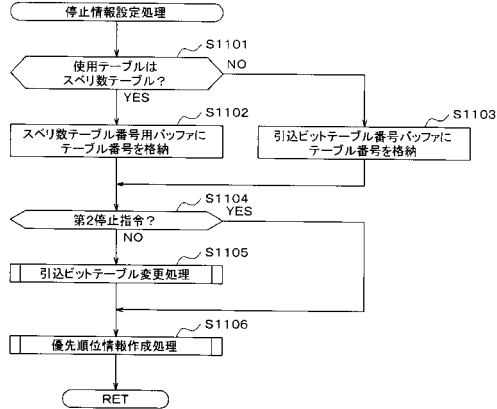 停止情報設定処理
S1101
使用テーブルは
スベリ数テーブル？
NO
YES
S1102
スベリ数テーブル番号用バッファに
テーブル番号を格納
S1103
引込ビットテーブル番号バッファに
テーブル番号を格納
S1104
第2停止指令？
YES
NO
S1105
引込ビットテーブル変更処理
S1106
優先順位情報作成処理
RET